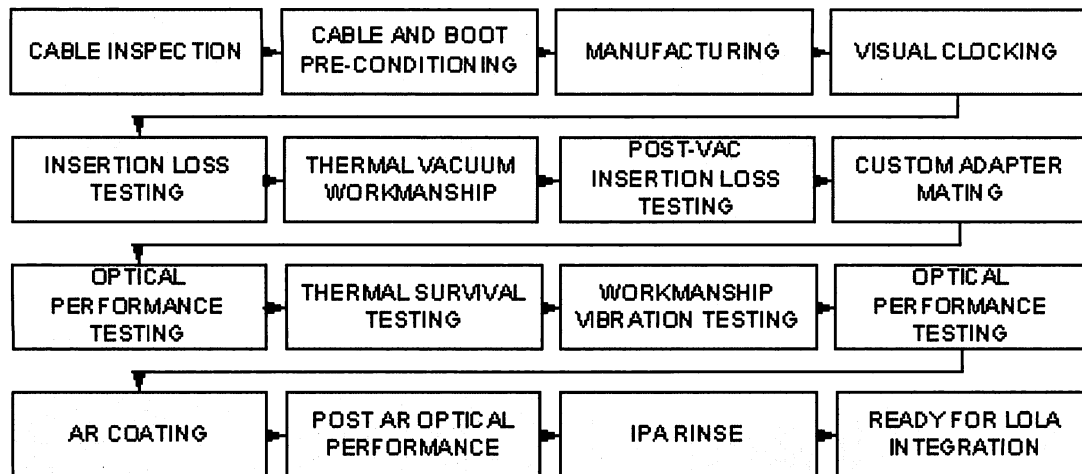 CABLE INSPECTION
CABLE AND BOOT
PRE-CONDITIONING
MANUFACTURING
VISUAL CLOCKING
INSERTION LOSS
TESTING
THERMAL VACUUM
WORKMANSHIP
POST-VAC
INSERTION LOSS
TESTING
CUSTOM ADAPTER
MATING
OPTICAL
PERFORMANCE
TESTING
THERMAL SURVIVAL
TESTING
WORKMANSHIP
VIBRATION TESTING
OPTICAL
PERFORMANCE
TESTING
AR COATING
POST AR OPTICAL
PERFORMANCE
IPA RINSE
READY FOR LOLA
INTEGRATION